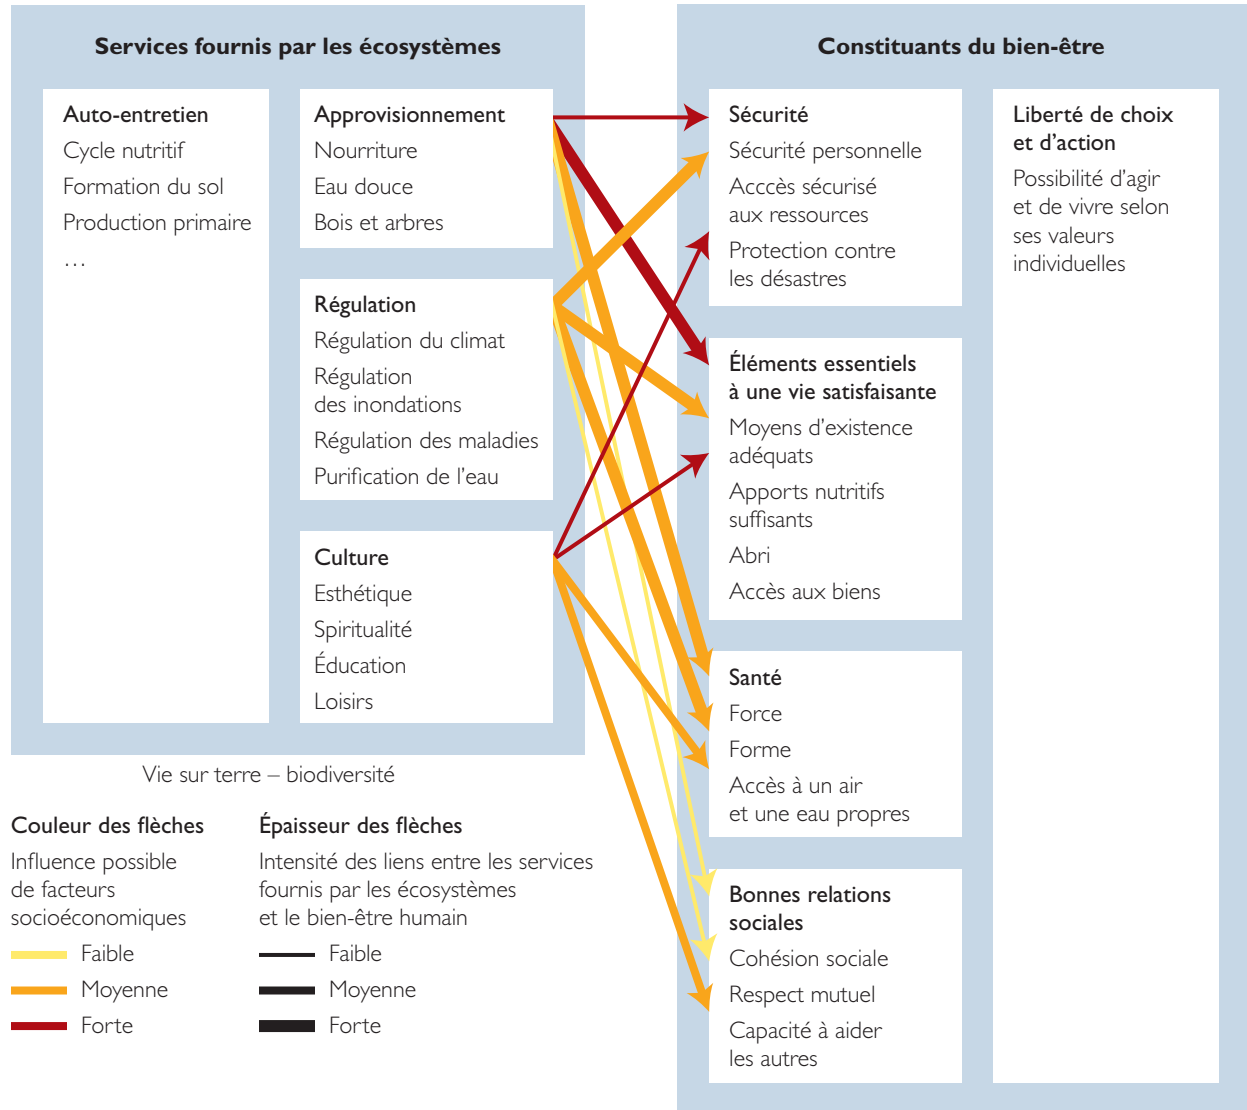 Services fournis par les écosystèmes
Auto-entretien
Cycle nutritif
Formation du sol
Production primaire
…
Approvisionnement
Nourriture
Eau douce
Bois et arbres
Régulation
Régulation du climat
Régulation
des inondations
Régulation des maladies
Purification de l'eau
Culture
Esthétique
Spiritualité
Éducation
Loisirs
Vie sur terre – biodiversité
Constituants du bien-être
Sécurité
Sécurité personnelle
Acccès sécurisé
aux ressources
Protection contre
les désastres
Éléments essentiels
à une vie satisfaisante
Moyens d'existence
adéquats
Apports nutritifs
suffisants
Abri
Accès aux biens
Santé
Force
Forme
Accès à un air
et une eau propres
Bonnes relations
sociales
Cohésion sociale
Respect mutuel
Capacité à aider
les autres
Liberté de choix
et d'action
Possibilité d'agir
et de vivre selon
ses valeurs
individuelles
Couleur des flèches
Influence possible
de facteurs
socioéconomiques
Faible
Moyenne
Forte
Épaisseur des flèches
Intensité des liens entre les services
fournis par les écosystèmes
et le bien-être humain
Faible
Moyenne
Forte